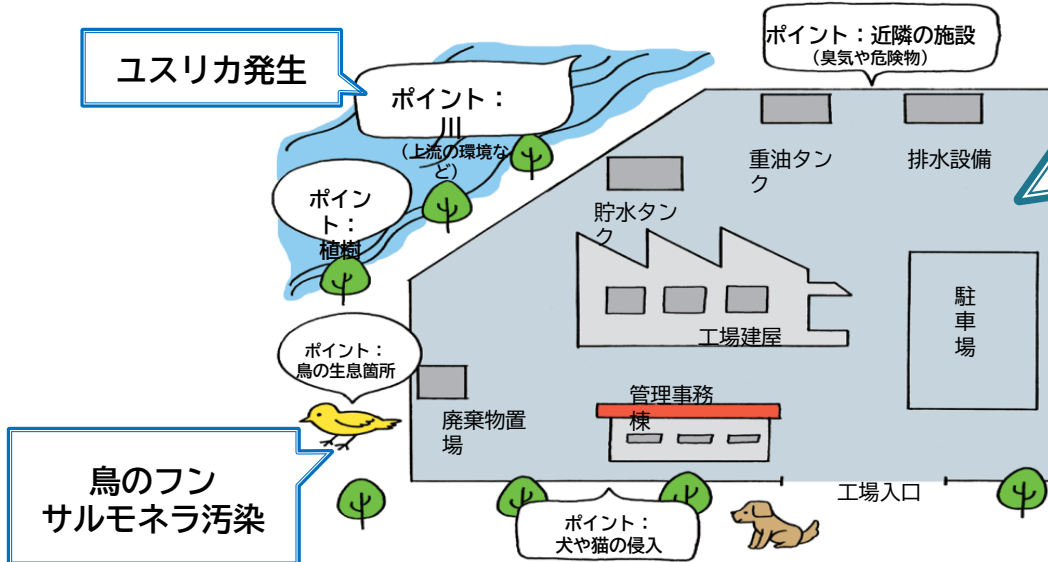 ユスリカ発生
ポイント：
川
（上流の環境な
ど）
ポイント：近隣の施設
（臭気や危険物）
重油タン
ク
排水設備
貯水タン
ク
ポイン
ト：
植樹
駐
車
場
工場建屋
ポイント：
鳥の生息箇所
管理事務
棟
廃棄物置
場
鳥のフン
サルモネラ汚染
工場入口
ポイント：
犬や猫の侵入